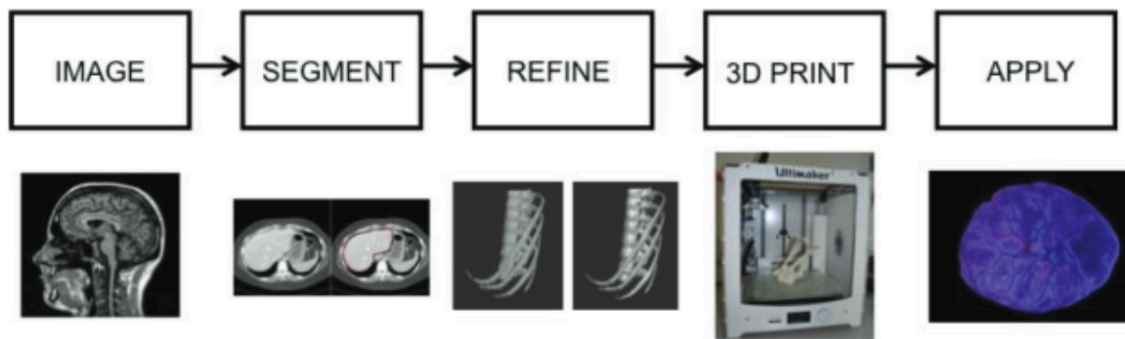 IMAGE
SEGMENT
REFINE
3D PRINT
APPLY
Ultimaker